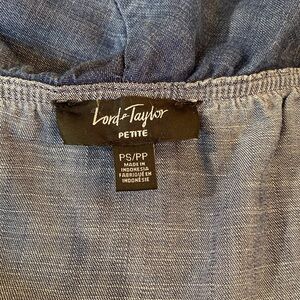 Lord & Taylor
PETITE
PS/PP
MADE IN
INDONESIA
FABRIQUÉ EN
INDONÉSIE